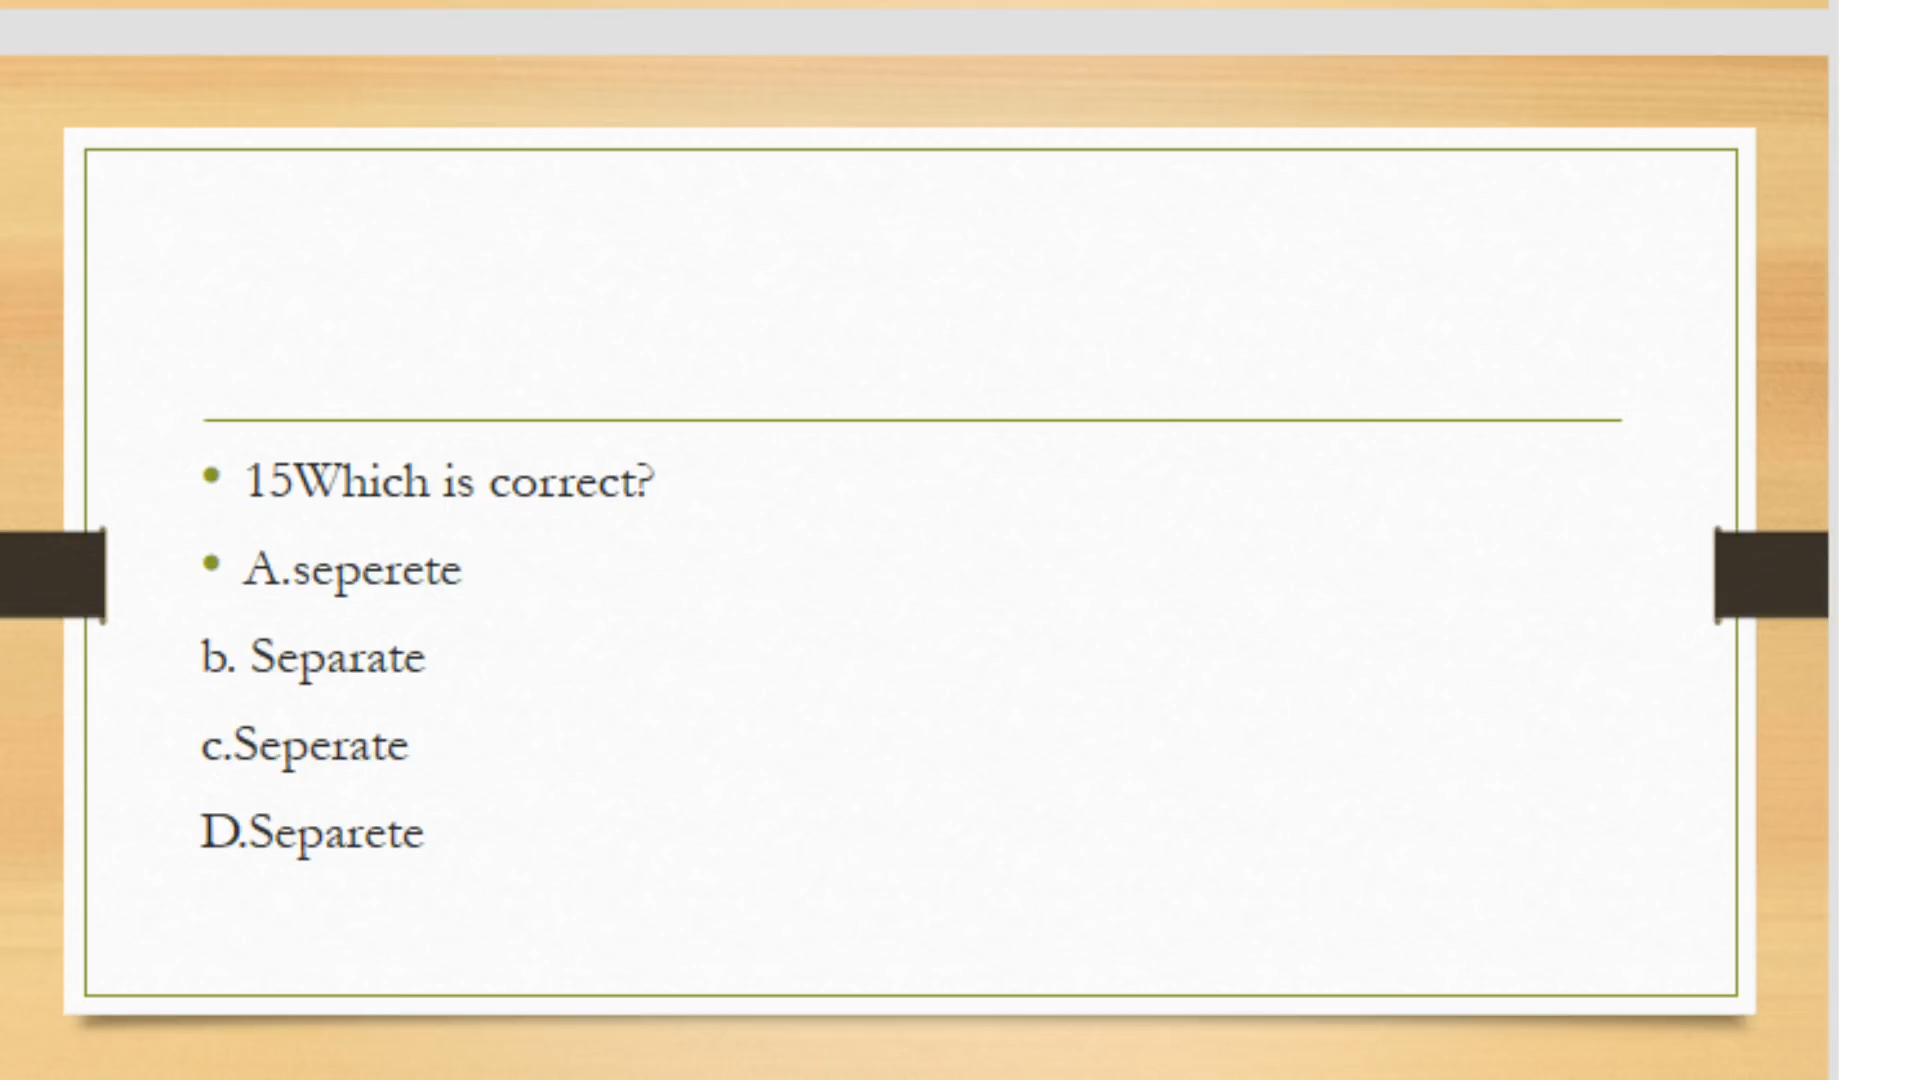 • 15Which is correct?
• A.seperete
b. Separate
c.Seperate
D.Separete